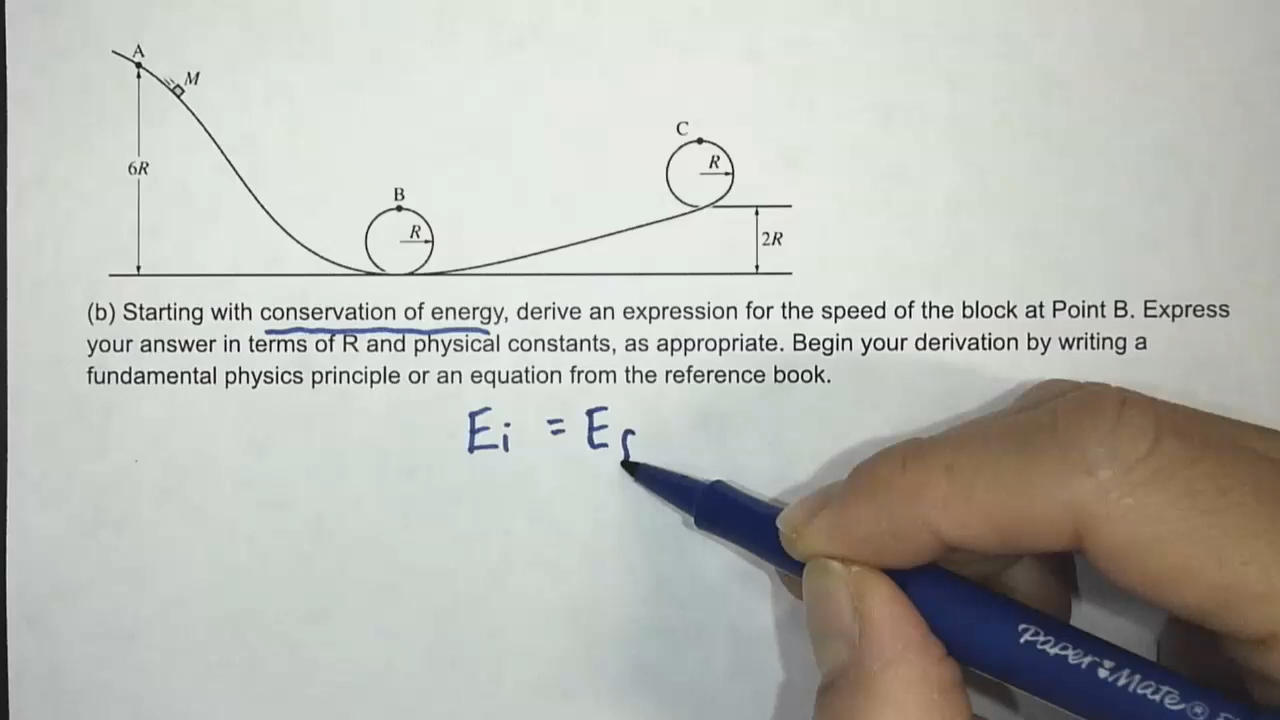 A
M
6R
B
R
C
R
2R
(b) Starting with conservation of energy, derive an expression for the speed of the block at Point B. Express
your answer in terms of R and physical constants, as appropriate. Begin your derivation by writing a
fundamental physics principle or an equation from the reference book.
Ei = Ef
PAPER MATE®